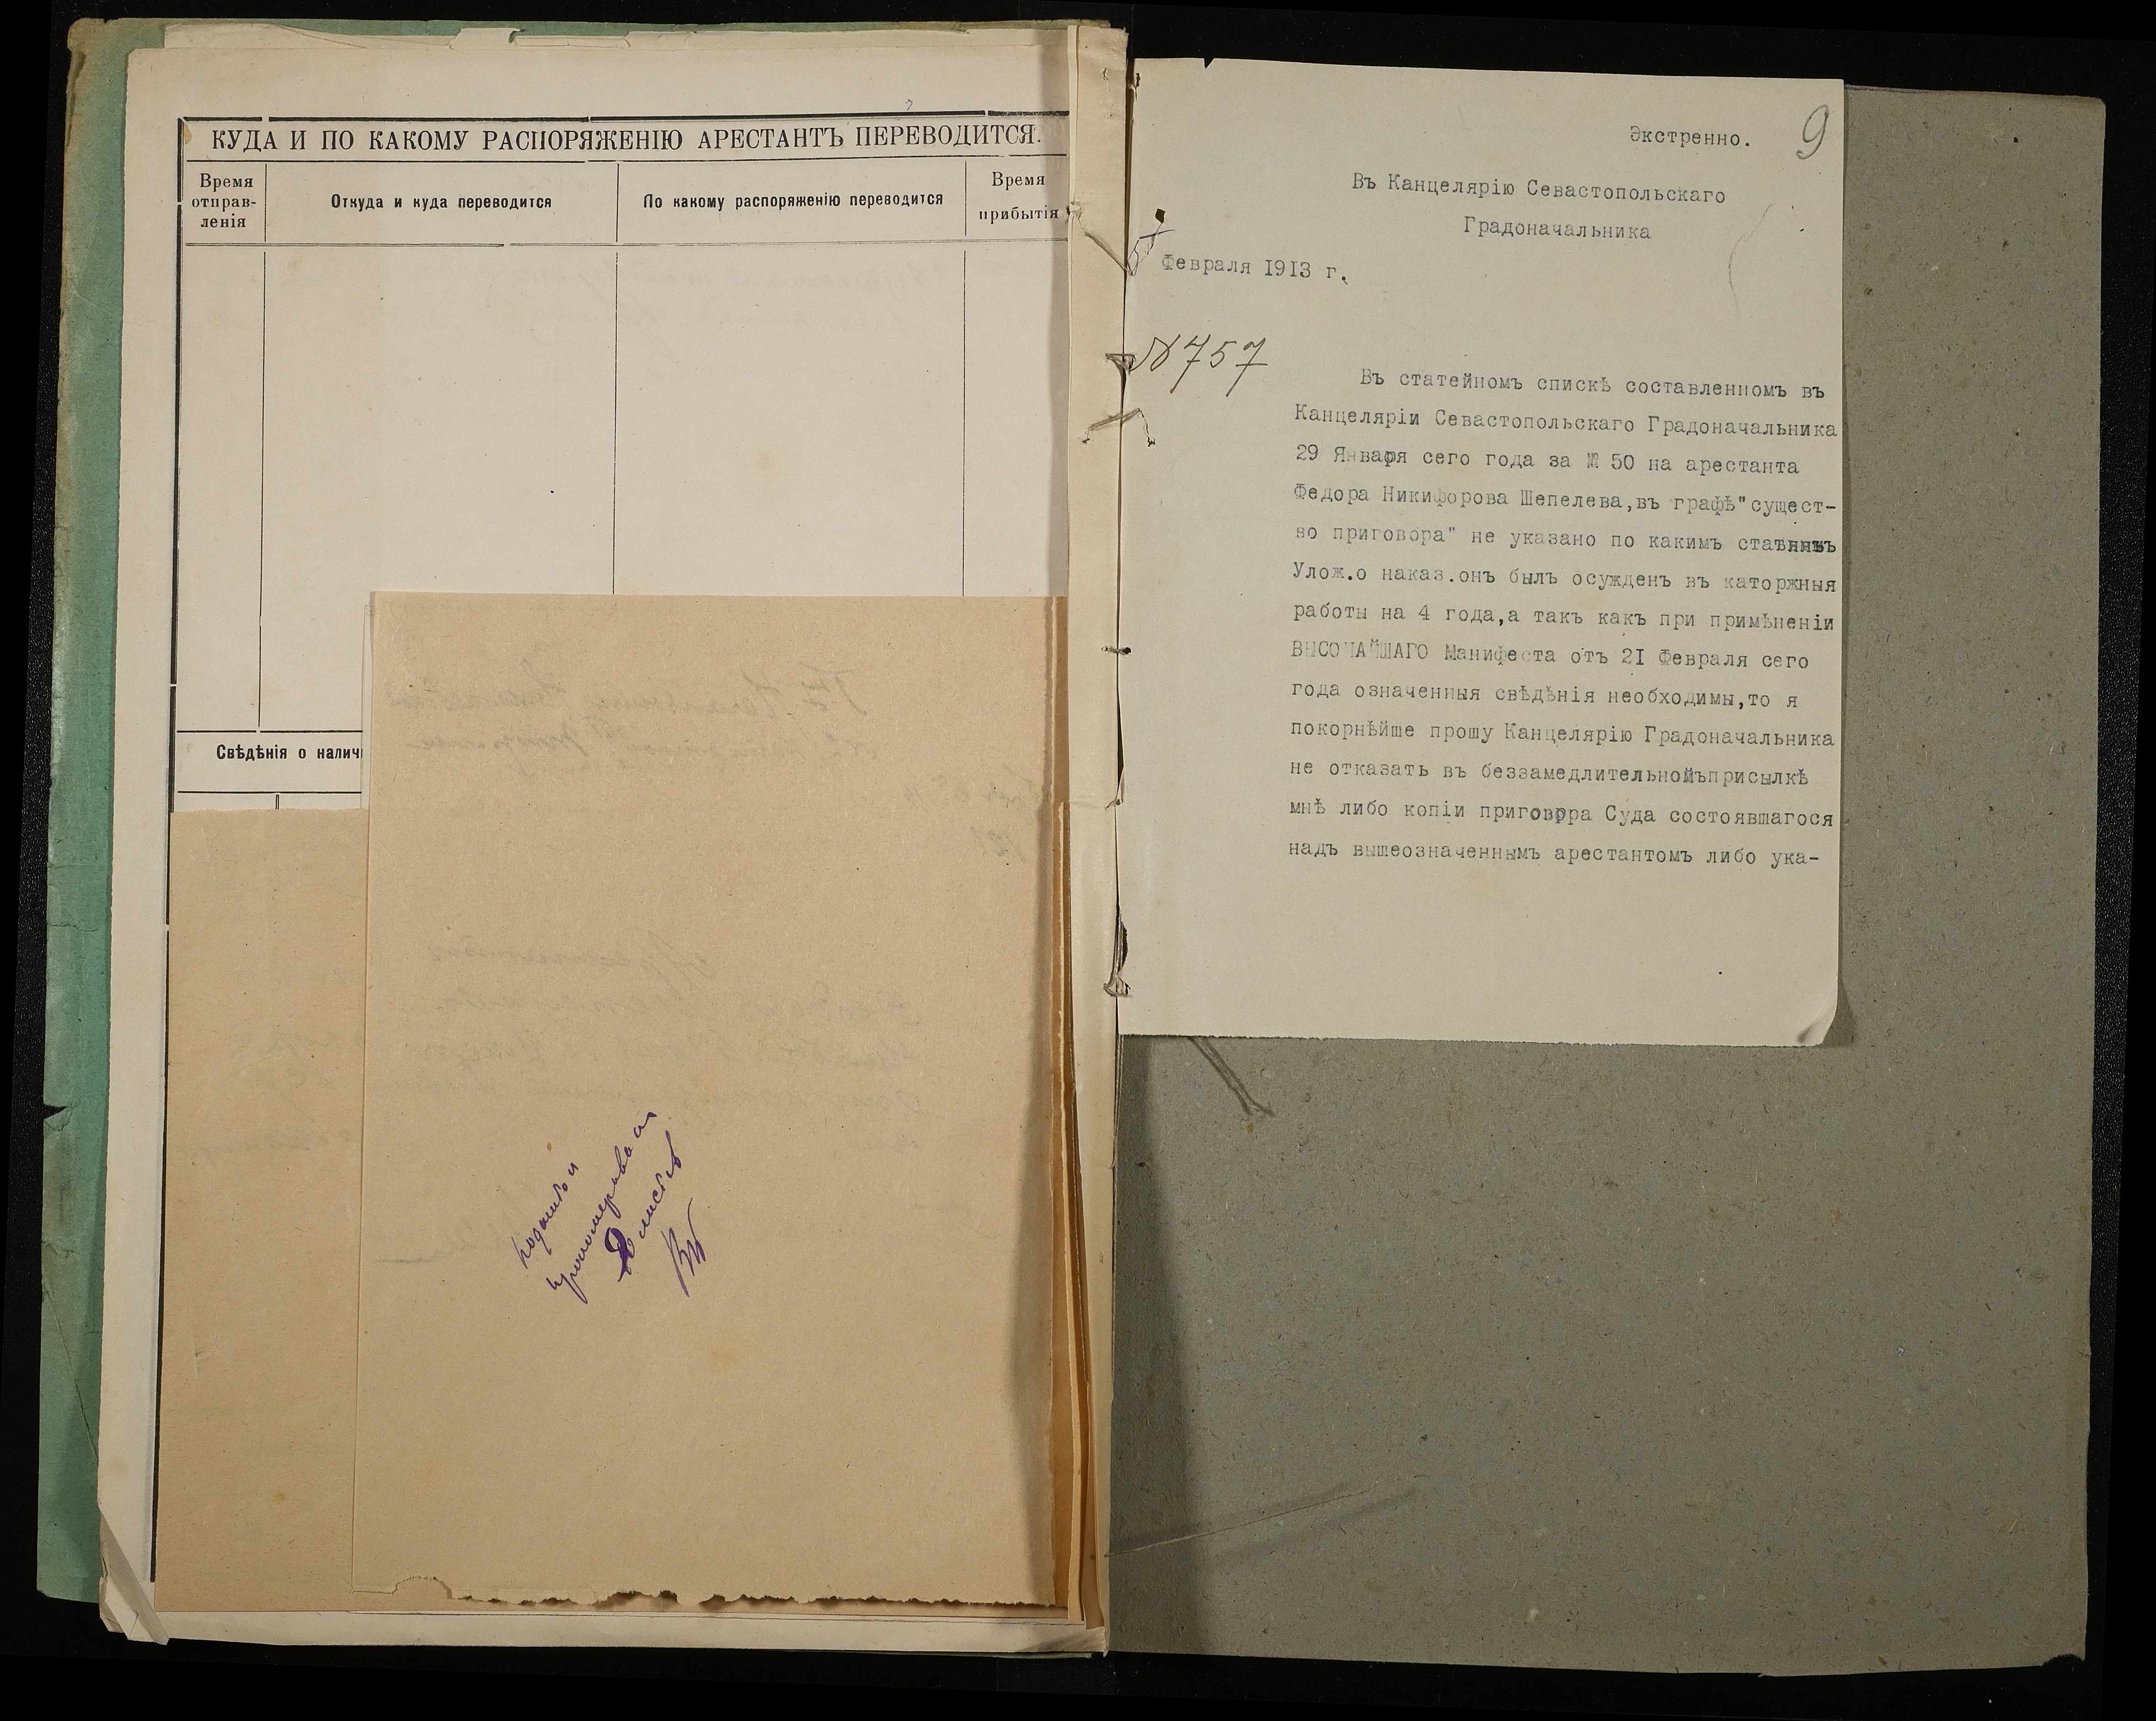 КУДА И ПО КАКОМУ РАСПОРЯЖЕНІЮ АРЕСТАНТЪ ПЕРЕВОДИТСЯ.
Время отправ-ленія
Откуда и куда переводится
По какому распоряженію переводится
Время прибытія
Свѣдѣнія о налич
листовъ
Экстренно.
9
Въ Канцелярію Севастопольскаго
Градоначальника
Февраля 1913 г.
№757
Въ статейномъ спискѣ составленномъ въ
Канцеляріи Севастопольскаго Градоначальника
29 Января сего года за № 50 на арестанта
Федора Никифорова Шепелева,въ графѣ"сущест-
во приговора" не указано по какимъ
Улож.о наказ.онъ былъ осужденъ въ каторжныя
работы на 4 года,а такъ какъ при примѣненіи
ВЫСОЧАЙШАГО Манифеста отъ 21 Февраля сего
года означенныя свѣдѣнія необходимы,то я
покорнѣйше прошу Канцелярію Градоначальника
не отказать въ беззамедлительнойъприсылкѣ
мнѣ либо копіи приговора Суда состоявшагося
надъ вышеозначеннымъ арестантомъ либо ука-